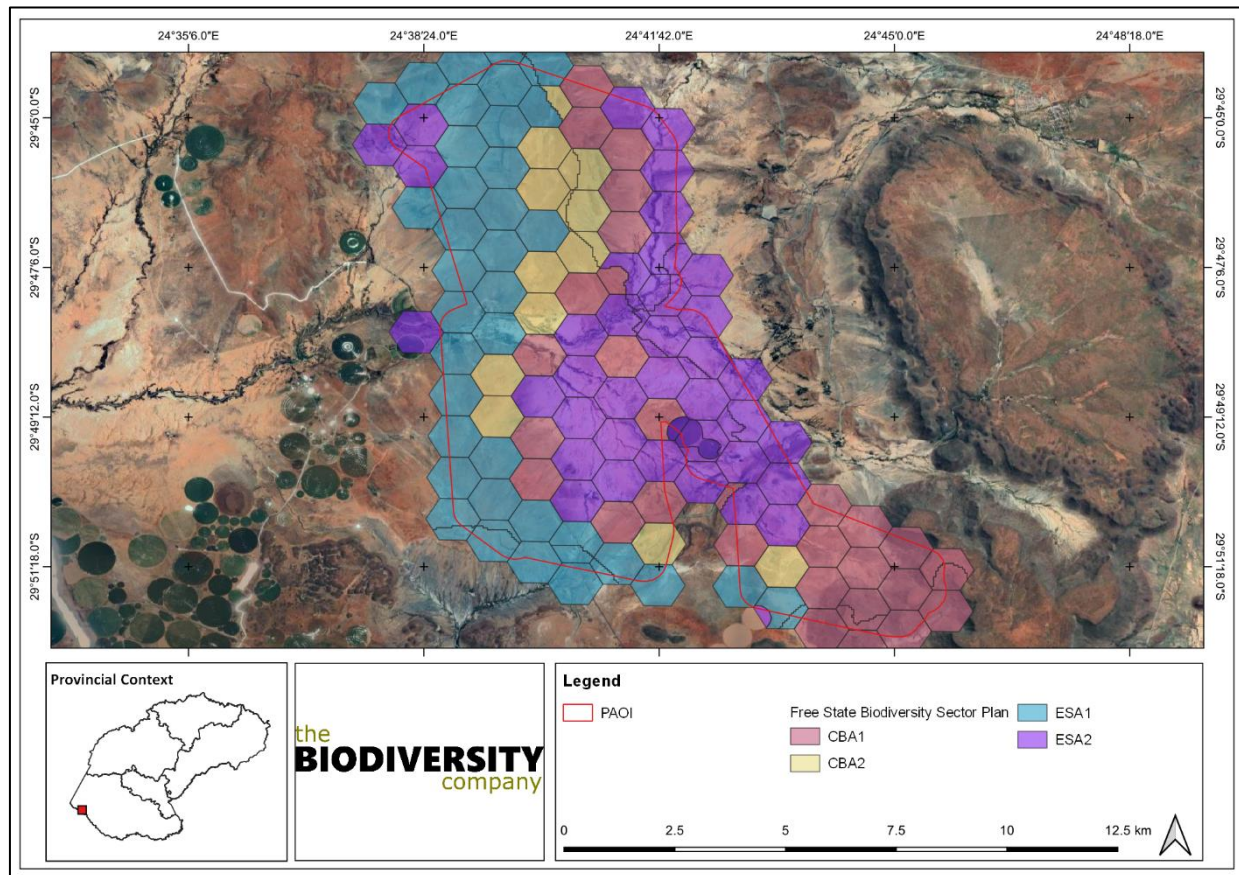 24°35'6.0"E 24°38'24.0"E 24°41'42.0"E 24°45'0.0"E 24°48'18.0"E
29°45'0.0"S 29°45'0.0"S
29°47'6.0"S 29°47'6.0"S
29°49'12.0"S 29°49'12.0"S
29°51'18.0"S 29°51'18.0"S
Provincial Context
the
BIODIVERSITY
company
Legend
PAOI
Free State Biodiversity Sector Plan
CBA1
CBA2
ESA1
ESA2
0 2.5 5 7.5 10 12.5 km